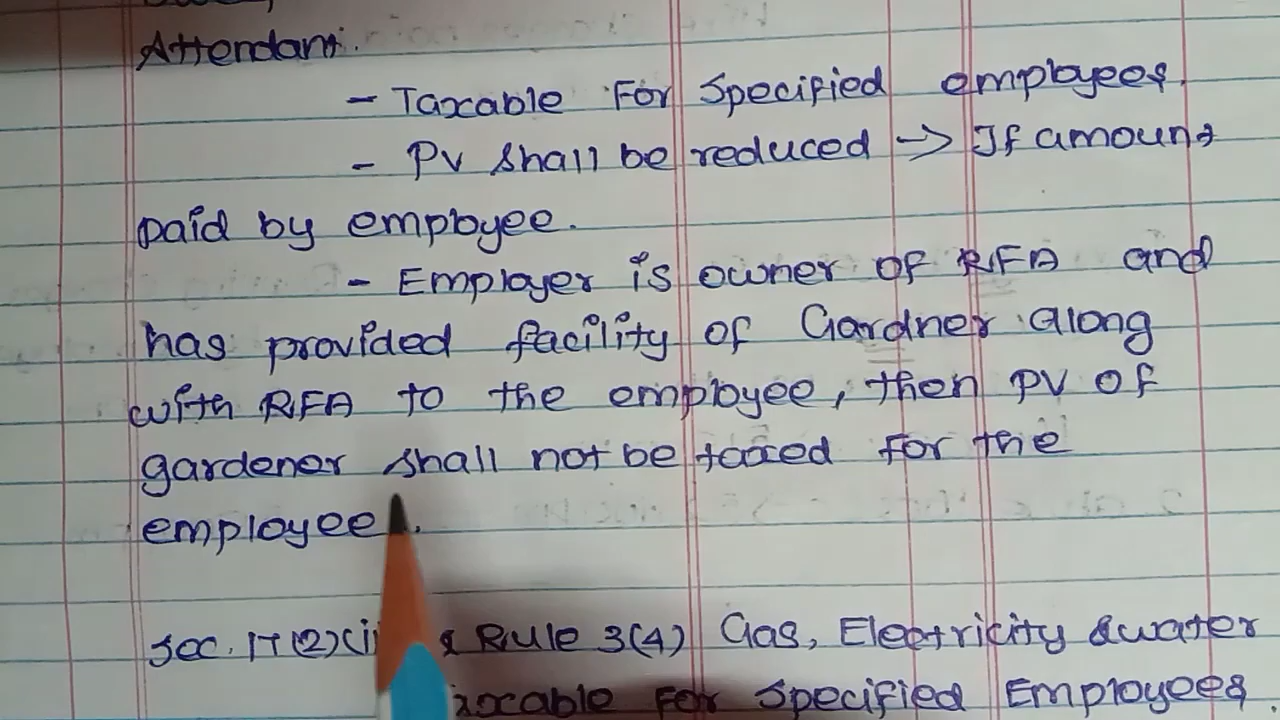 Attendant.
- Taxable For Specified employees.
- PV shall be reduced -> If amount
paid by employee.
- Employer is owner of RFA and
has provided facility of Gardner along
with RFA to the employee, then PV of
gardener shall not be taxed for the
employee.
Sec. 17(2)(i & Rule 3(4) Gas, Electricity & water
axable For Specified Employees.